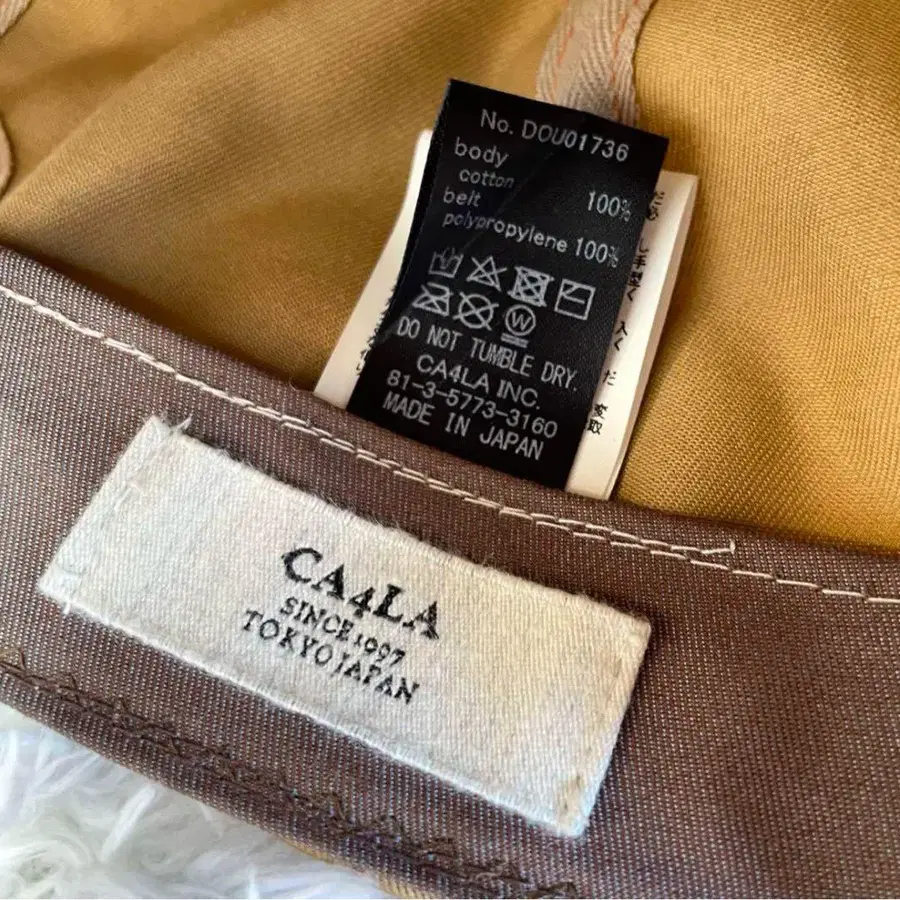 No. DOU01736
body
cotton 100%
belt
polypropylene 100%
W
DO NOT TUMBLE DRY.
CA4LA INC.
81-3-5773-3160
MADE IN JAPAN
CA4LA
SINCE 1997
TOKYO JAPAN